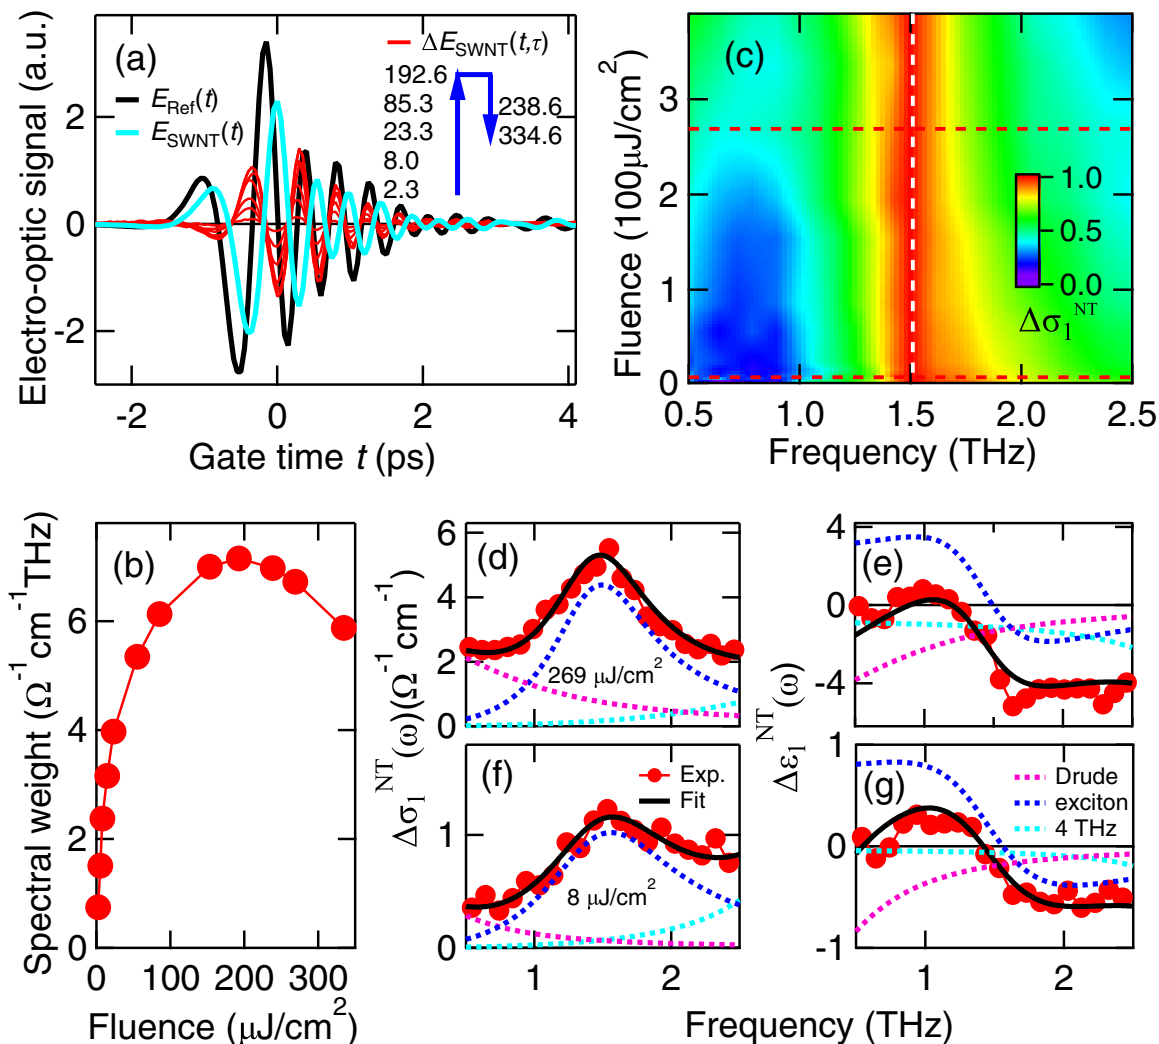 (a)
Electro-optic signal (a.u.)
2
0
-2
E_Ref(t)
E_SWNT(t)
ΔE_SWNT(t,τ)
192.6
85.3
23.3
8.0
2.3
238.6
334.6
-2 0 2 4
Gate time t (ps)
(c)
Fluence (100μJ/cm²)
3
2
1
0
1.0
0.5
0.0
Δσ₁^NT
0.5 1.0 1.5 2.0 2.5
Frequency (THz)
(b)
Spectral weight (Ω⁻¹cm⁻¹THz)
6
4
2
0
0 100 200 300
Fluence (μJ/cm²)
(d)
Δσ₁^NT(ω)(Ω⁻¹cm⁻¹)
6
4
2
0
269 μJ/cm²
(e)
Δε₁^NT(ω)
4
0
-4
(f)
1
0
Exp.
Fit
8 μJ/cm²
1 2
(g)
1
0
-1
Drude
exciton
4 THz
1 2
Frequency (THz)